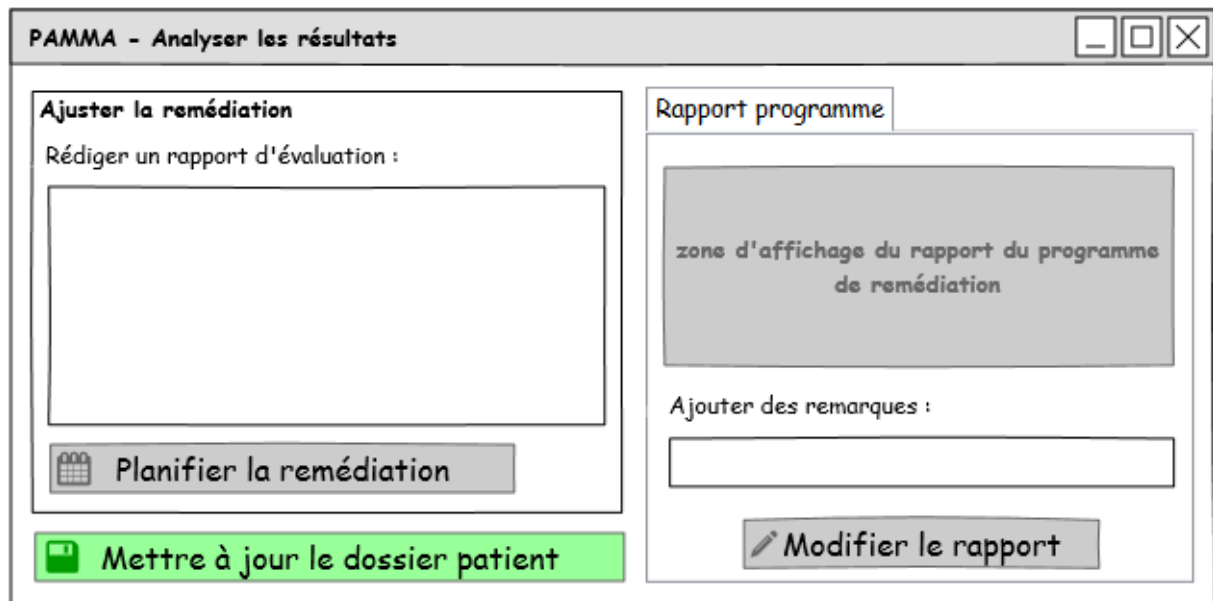 PAMMA - Analyser les résultats
Ajuster la remédiation
Rédiger un rapport d'évaluation :
Planifier la remédiation
Mettre à jour le dossier patient
Rapport programme
zone d'affichage du rapport du programme
de remédiation
Ajouter des remarques :
Modifier le rapport